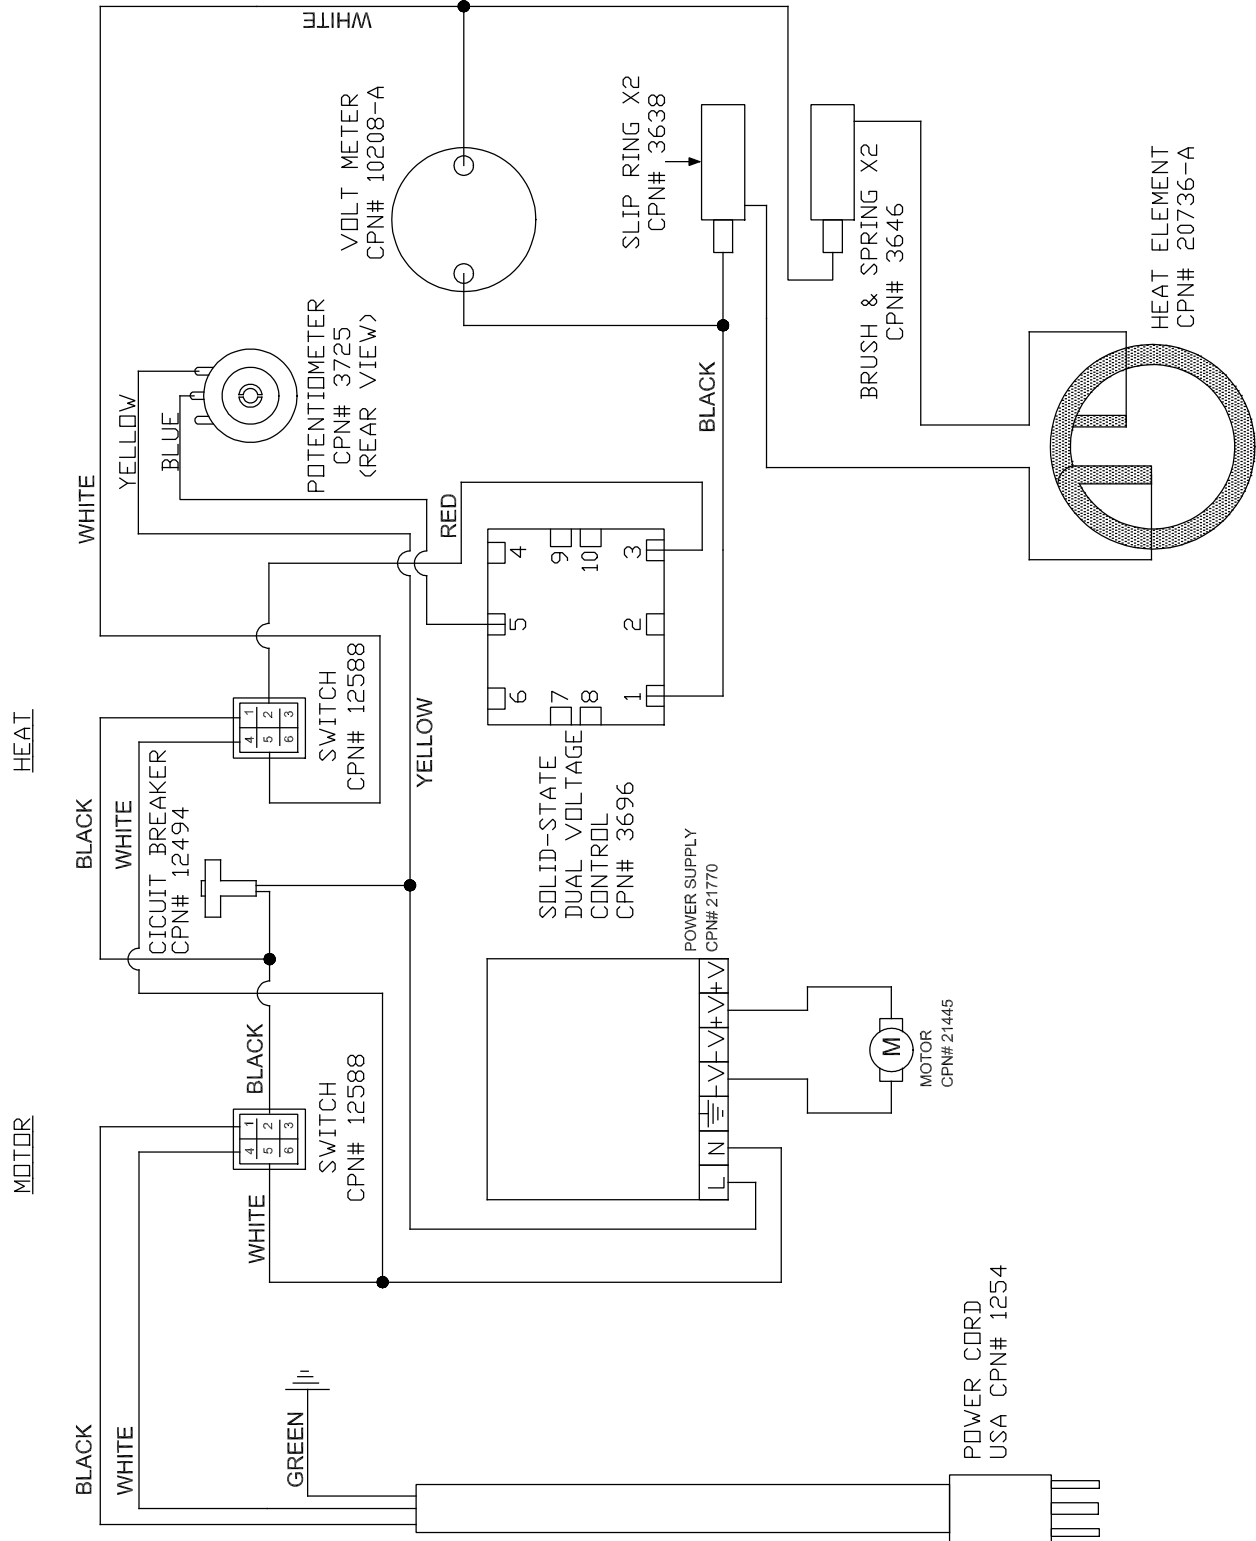 MOTOR
HEAT
BLACK
WHITE
GREEN
POWER CORD
USA CPN# 1254
1
2
3
4
5
6
SWITCH
CPN# 12588
WHITE
BLACK
CICUIT BREAKER
CPN# 12494
BLACK
WHITE
1
2
3
4
5
6
SWITCH
CPN# 12588
WHITE
YELLOW
BLUE
POTENTIOMETER
CPN# 3725
(REAR VIEW)
WHITE
VOLT METER
CPN# 10208-A
SLIP RING X2
CPN# 3638
BRUSH & SPRING X2
CPN# 3646
HEAT ELEMENT
CPN# 20736-A
BLACK
RED
YELLOW
6
5
4
7
8
9
10
1
2
3
SOLID-STATE
DUAL VOLTAGE
CONTROL
CPN# 3696
POWER SUPPLY
CPN# 21770
L
N
-V
-V
+V
+V
M
MOTOR
CPN# 21445